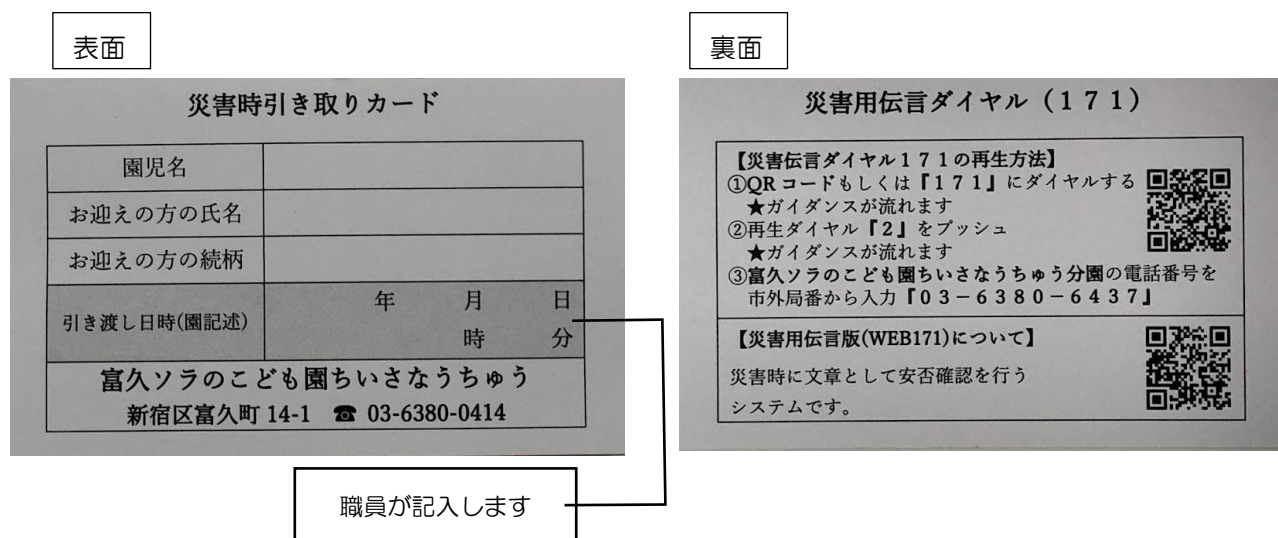 表面
災害時引き取りカード
園児名
お迎えの方の氏名
お迎えの方の続柄
引き渡し日時(園記述)
年 月 日
時 分
富久ソラのこども園ちいさなうちゅう
新宿区富久町 14-1 ☎ 03-6380-0414
職員が記入します
裏面
災害用伝言ダイヤル（１７１）
【災害伝言ダイヤル１７１の再生方法】
①QR コードもしくは『１７１』にダイヤルする
★ガイダンスが流れます
②再生ダイヤル『２』をプッシュ
★ガイダンスが流れます
③富久ソラのこども園ちいさなうちゅう分園の電話番号を
市外局番から入力『０３－６３８０－６４３７』
【災害用伝言版(WEB171)について】
災害時に文章として安否確認を行う
システムです。